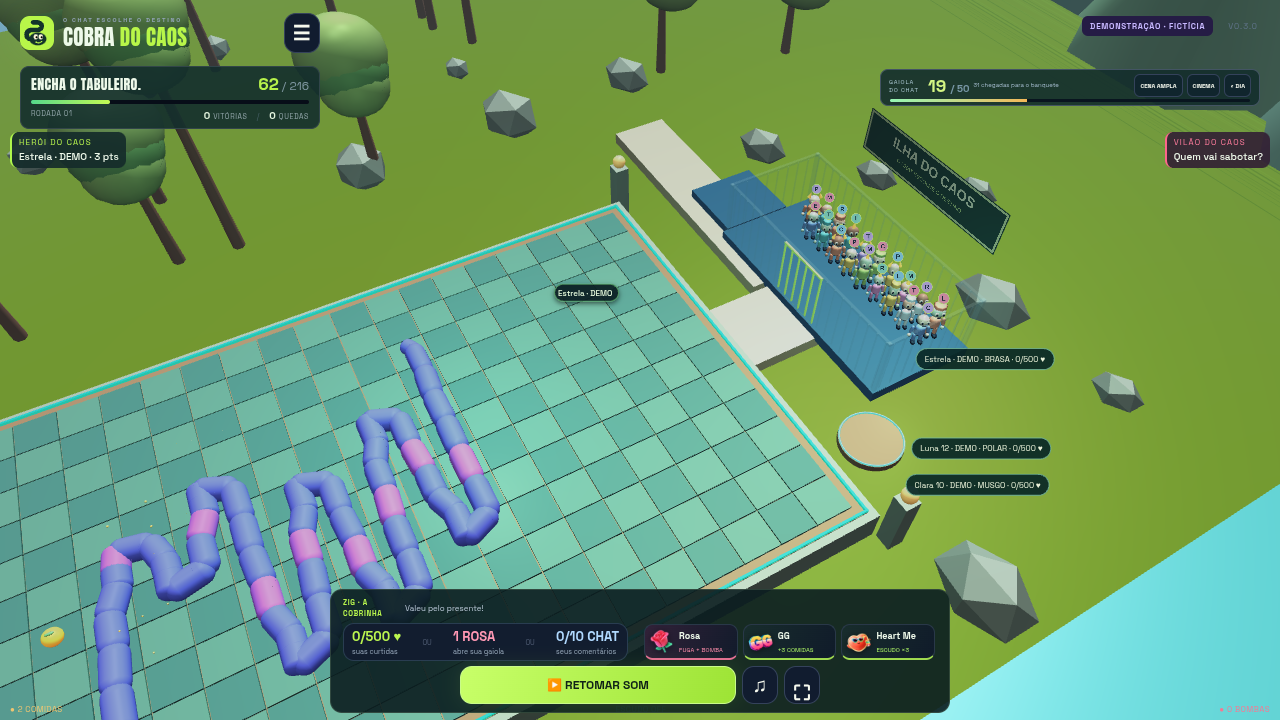 O CHAT ESCOLHE O DESTINO
COBRA DO CAOS
☰
DEMONSTRAÇÃO · FICTÍCIA
V0.3.0
ENCHA O TABULEIRO.
62 / 216
RODADA 01
0 VITÓRIAS / 0 QUEDAS
GAIOLA DO CHAT
19 / 50
31 chegadas para o banquete
CENA AMPLA
CINEMA
HERÓI DO CAOS
Estrela · DEMO · 3 pts
VILÃO DO CAOS
Quem vai sabotar?
ILHA DO CAOS
Estrela · DEMO
Estrela · DEMO · BRASA · 0/500 ♥
Luna 12 · DEMO · POLAR · 0/500 ♥
Clara 10 · DEMO · MUSGO · 0/500 ♥
ZIG · A COBRINHA
Valeu pelo presente!
0/500 ♥
suas curtidas
OU
1 ROSA
abre sua gaiola
OU
0/10 CHAT
seus comentários
Rosa
FUGA + BOMBA
GG
+3 COMIDAS
Heart Me
ESCUDO +3
▶️ RETOMAR SOM
♫
● 2 COMIDAS
● 0 BOMBAS